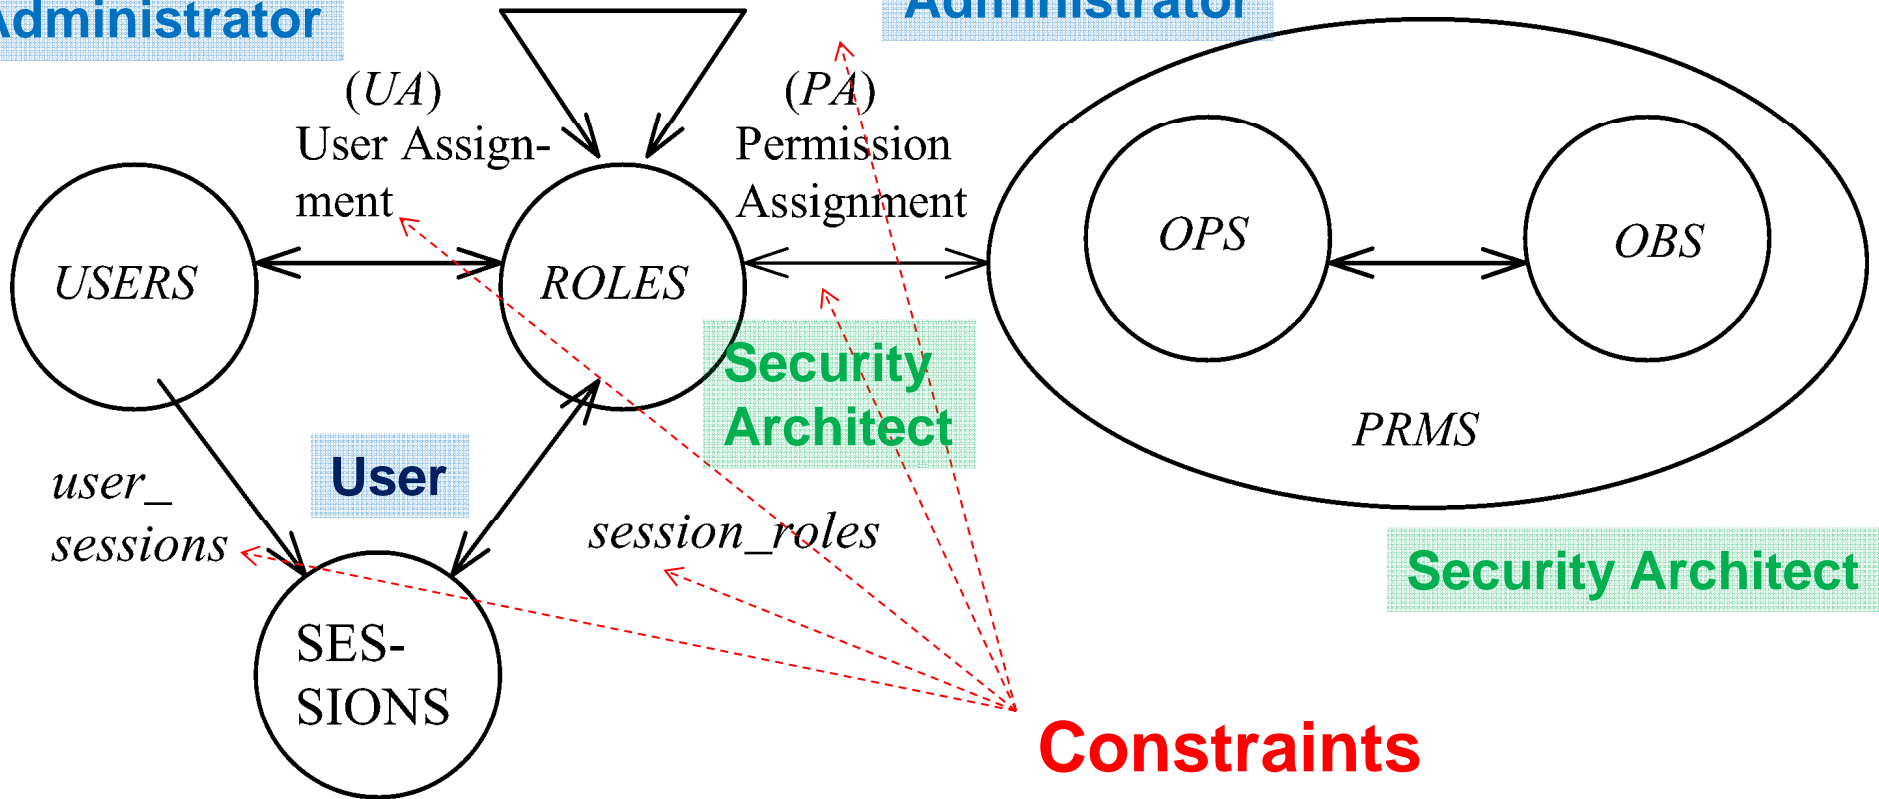 Administrator
Administrator
(UA)
User Assign-
ment
(PA)
Permission
Assignment
USERS
ROLES
OPS
OBS
PRMS
Security
Architect
User
user_
sessions
session_roles
Security Architect
SES-
SIONS
Constraints